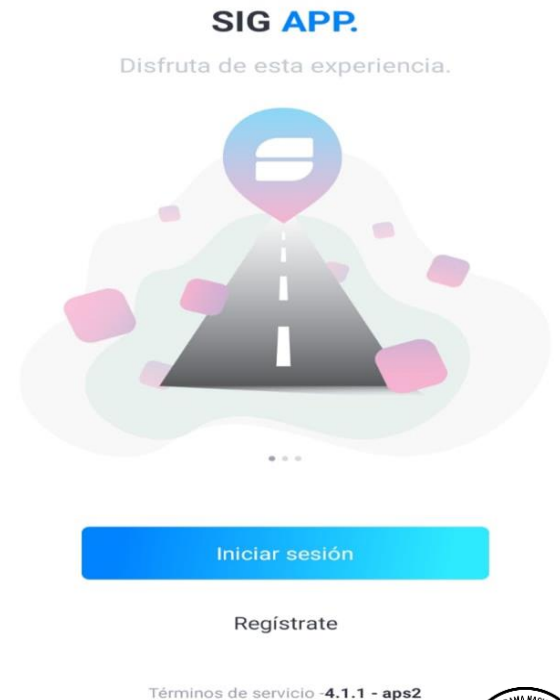 SIG APP.
Disfruta de esta experiencia.
Iniciar sesión
Regístrate
Términos de servicio -4.1.1 - aps2